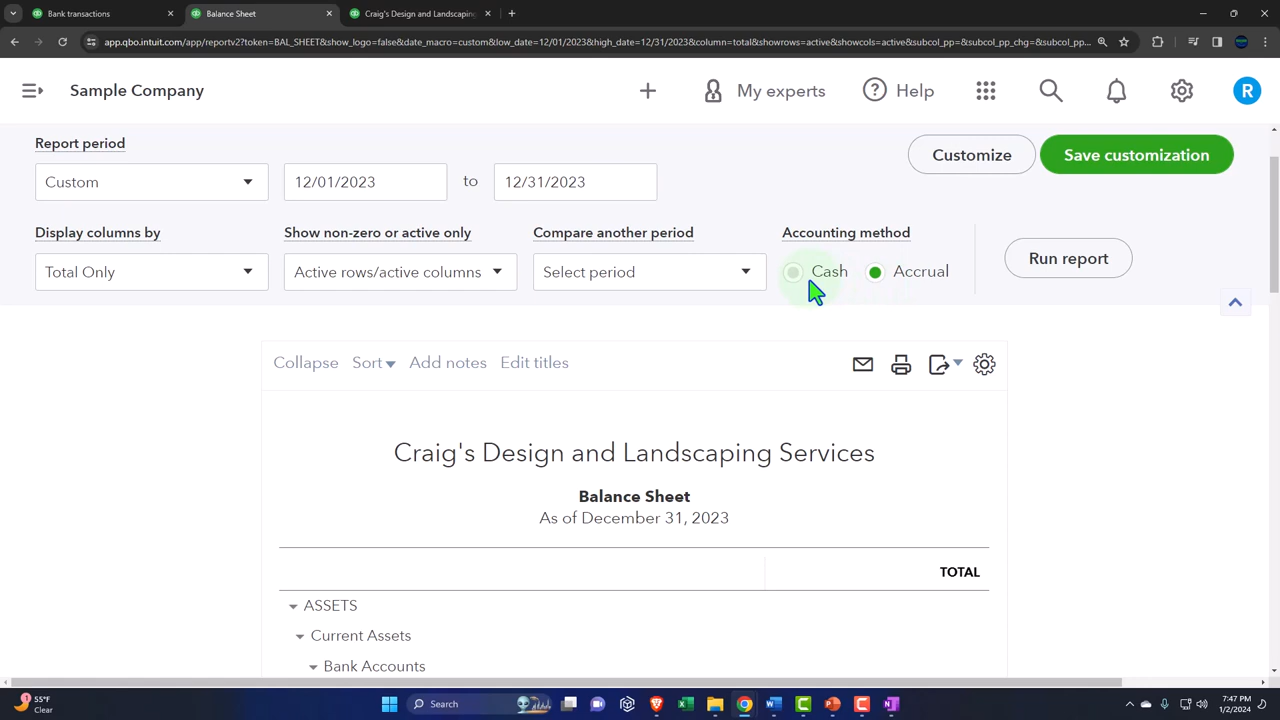 Bank transactions
Balance Sheet
Craig's Design and Landscaping
app.qbo.intuit.com/app/reportv2?token=BAL_SHEET&show_logo=false&date_macro=custom&low_date=12/01/2023&high_date=12/31/2023&column=total&showrows=active&showcols=active&subcol_pp=&subcol_pp_chg=&subcol_pp...
Sample Company
My experts
Help
R
Report period
Customize
Save customization
Custom
12/01/2023
to
12/31/2023
Display columns by
Show non-zero or active only
Compare another period
Accounting method
Total Only
Active rows/active columns
Select period
Cash
Accrual
Run report
Collapse
Sort
Add notes
Edit titles
Craig's Design and Landscaping Services
Balance Sheet
As of December 31, 2023
TOTAL
ASSETS
Current Assets
Bank Accounts
1
55°F
Clear
Search
7:47 PM
1/2/2024